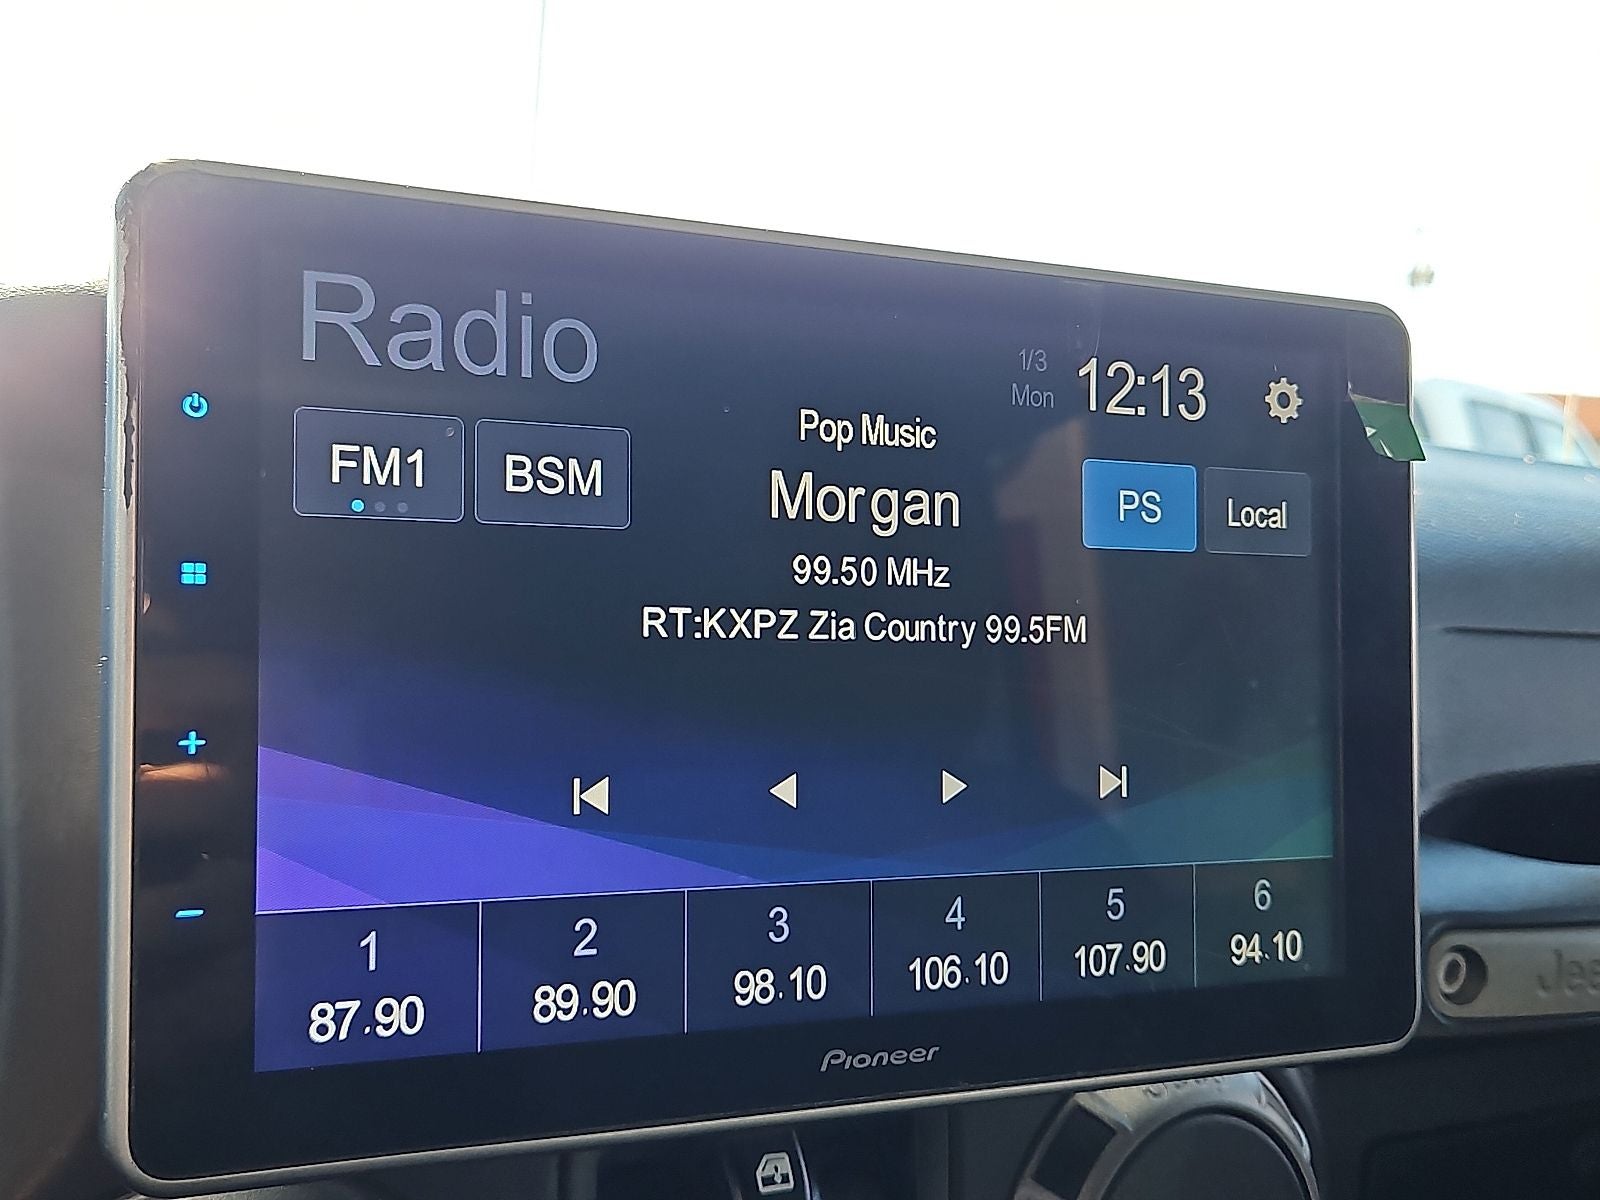 Radio
1/3
Mon
12:13
FM1
BSM
Pop Music
Morgan
99.50 MHz
RT:KXPZ Zia Country 99.5FM
PS
Local
1
87.90
2
89.90
3
98.10
4
106.10
5
107.90
6
94.10
Pioneer
Jee